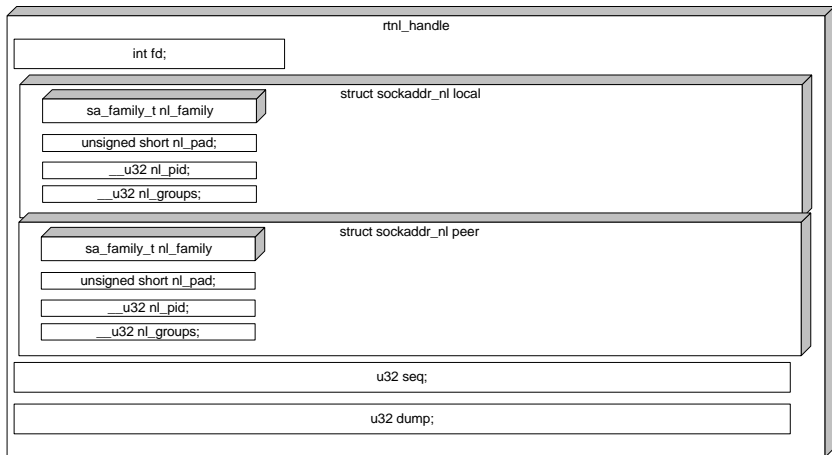 rtnl_handle
int fd;
struct sockaddr_nl local
sa_family_t nl_family
unsigned short nl_pad;
__u32 nl_pid;
__u32 nl_groups;
struct sockaddr_nl peer
sa_family_t nl_family
unsigned short nl_pad;
__u32 nl_pid;
__u32 nl_groups;
u32 seq;
u32 dump;